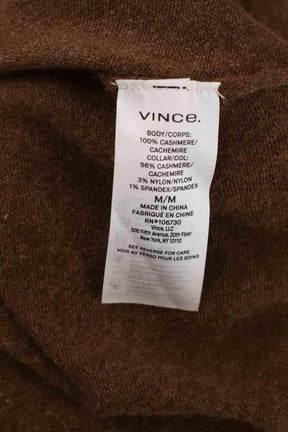 VINCE.
BODY/CORPS:
100% CASHMERE/
CACHEMIRE
COLLAR/COL:
96% CASHMERE/
CACHEMIRE
3% NYLON/NYLON
1% SPANDEX/SPANDEX
M/M
MADE IN CHINA
FABRIQUÉ EN CHINE
RN#106730
Vince, LLC
500 Fifth Avenue, 20th Floor
New York, NY 10110
SEE REVERSE FOR CARE
VOIR AU VERSO POUR LES SOINS